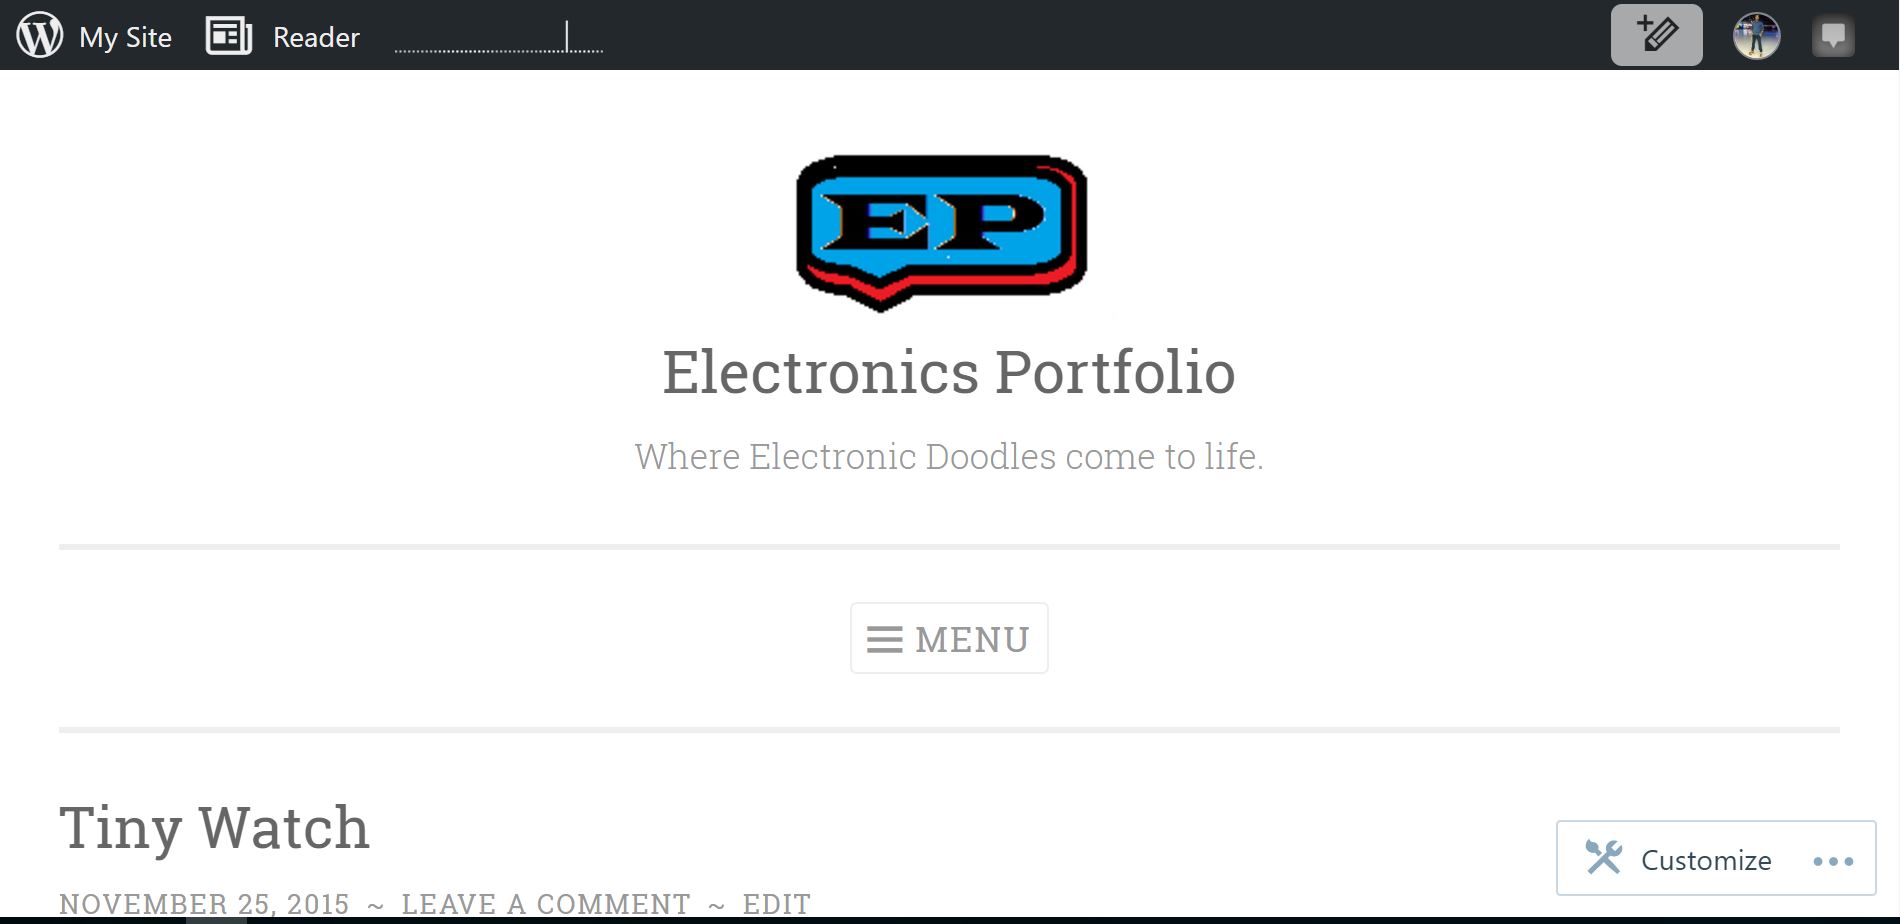 My Site Reader
EP
Electronics Portfolio
Where Electronic Doodles come to life.
MENU
Tiny Watch
Customize
NOVEMBER 25, 2015 ~ LEAVE A COMMENT ~ EDIT